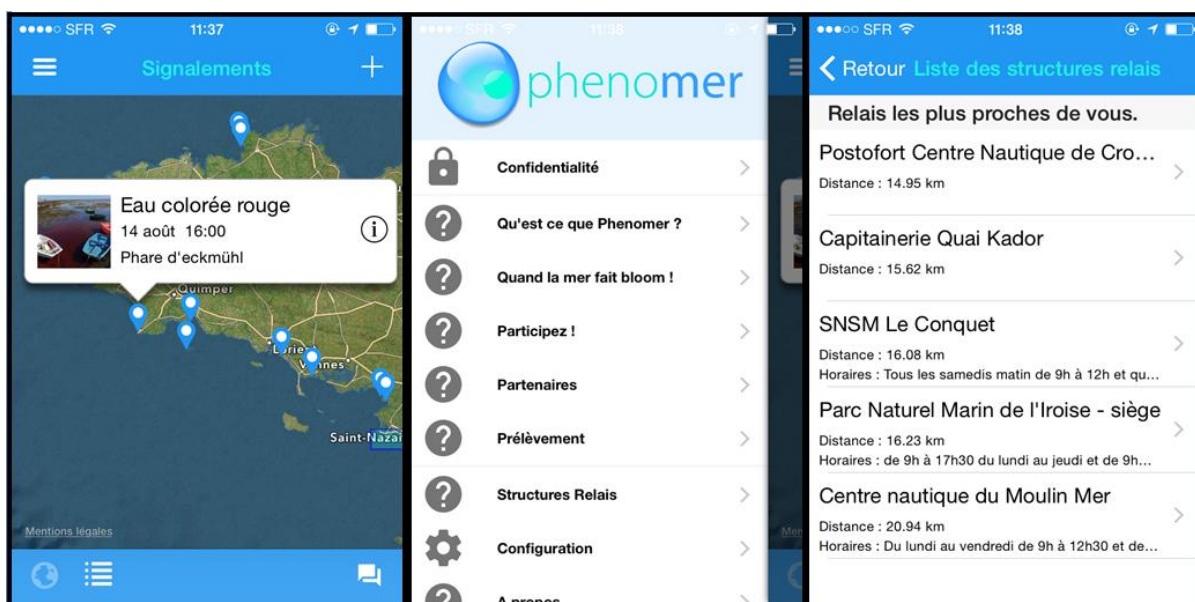 SFR 11:37
Signalements
Eau colorée rouge
14 août 16:00
Phare d'eckmühl
Quimper
Mentions légales
phenomer
Confidentialité
Qu'est ce que Phenomer ?
Quand la mer fait bloom !
Participez !
Partenaires
Prélèvement
Structures Relais
Configuration
SFR 11:38
Retour Liste des structures relais
Relais les plus proches de vous.
Postofort Centre Nautique de Cro...
Distance : 14.95 km
Capitainerie Quai Kador
Distance : 15.62 km
SNSM Le Conquet
Distance : 16.08 km
Horaires : Tous les samedis matin de 9h à 12h et qu...
Parc Naturel Marin de l'Iroise - siège
Distance : 16.23 km
Horaires : de 9h à 17h30 du lundi au jeudi et de 9h...
Centre nautique du Moulin Mer
Distance : 20.94 km
Horaires : Du lundi au vendredi de 9h à 12h30 et de...